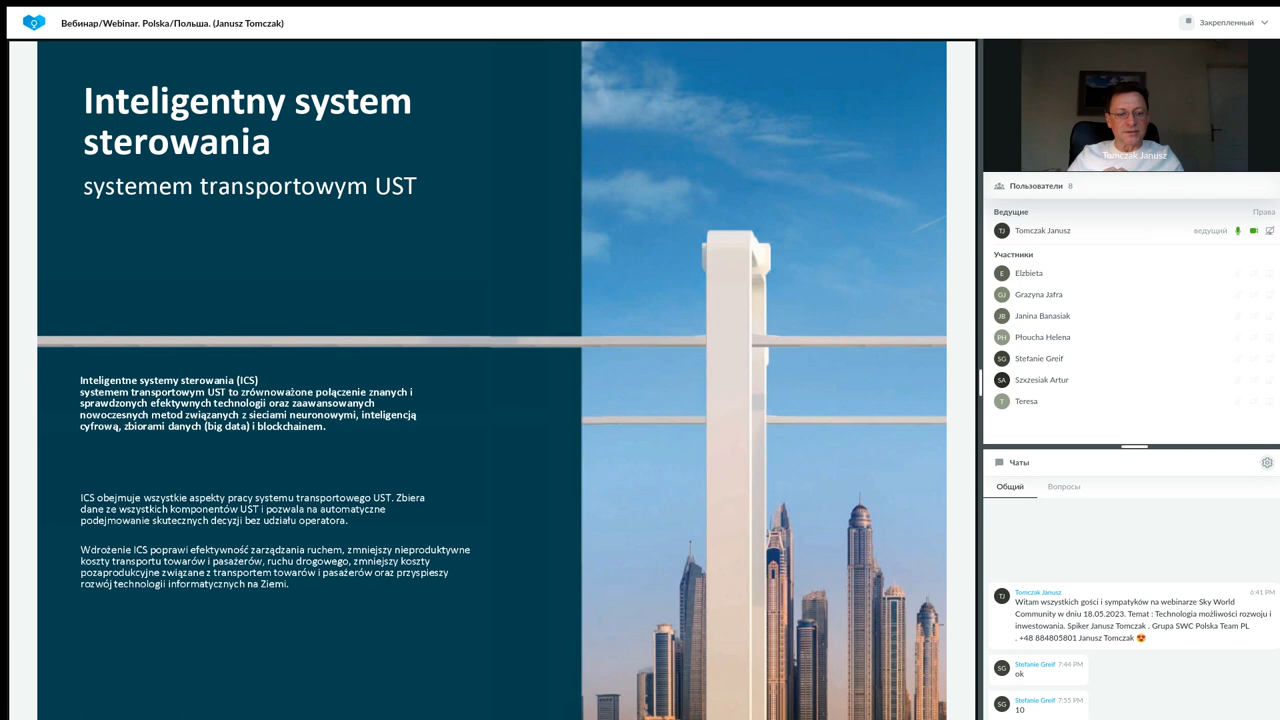 Вебинар/Webinar. Polska/Польша. (Janusz Tomczak)
Закрепленный
Inteligentny system
sterowania
systemem transportowym UST
Inteligentne systemy sterowania (ICS)
systemem transportowym UST to zrównoważone połączenie znanych i
sprawdzonych efektywnych technologii oraz zaawansowanych
nowoczesnych metod związanych z sieciami neuronowymi, inteligencją
cyfrową, zbiorami danych (big data) i blockchainem.
ICS obejmuje wszystkie aspekty pracy systemu transportowego UST. Zbiera
dane ze wszystkich komponentów UST i pozwala na automatyczne
podejmowanie skutecznych decyzji bez udziału operatora.
Wdrożenie ICS poprawi efektywność zarządzania ruchem, zmniejszy nieproduktywne
koszty transportu towarów i pasażerów, ruchu drogowego, zmniejszy koszty
pozaprodukcyjne związane z transportem towarów i pasażerów oraz przyspieszy
rozwój technologii informatycznych na Ziemi.
Tomczak Janusz
Пользователи 8
Ведущие Права
TJ Tomczak Janusz ведущий
Участники
E Elzbieta
GJ Grazyna Jafra
JB Janina Banasiak
PH Płoucha Helena
SG Stefanie Greif
SA Szxzesiak Artur
T Teresa
Чаты
Общий Вопросы
TJ Tomczak Janusz 6:41 PM
Witam wszystkich gości i sympatyków na webinarze Sky World
Community w dniu 18.05.2023. Temat : Technologia możliwości rozwoju i
inwestowania. Spiker Janusz Tomczak . Grupa SWC Polska Team PL
. +48 884805801 Janusz Tomczak 😍
SG Stefanie Greif 7:44 PM
ok
SG Stefanie Greif 7:55 PM
10